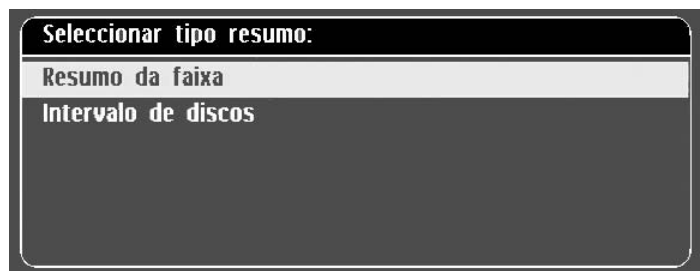 Seleccionar tipo resumo:
Resumo da faixa
Intervalo de discos